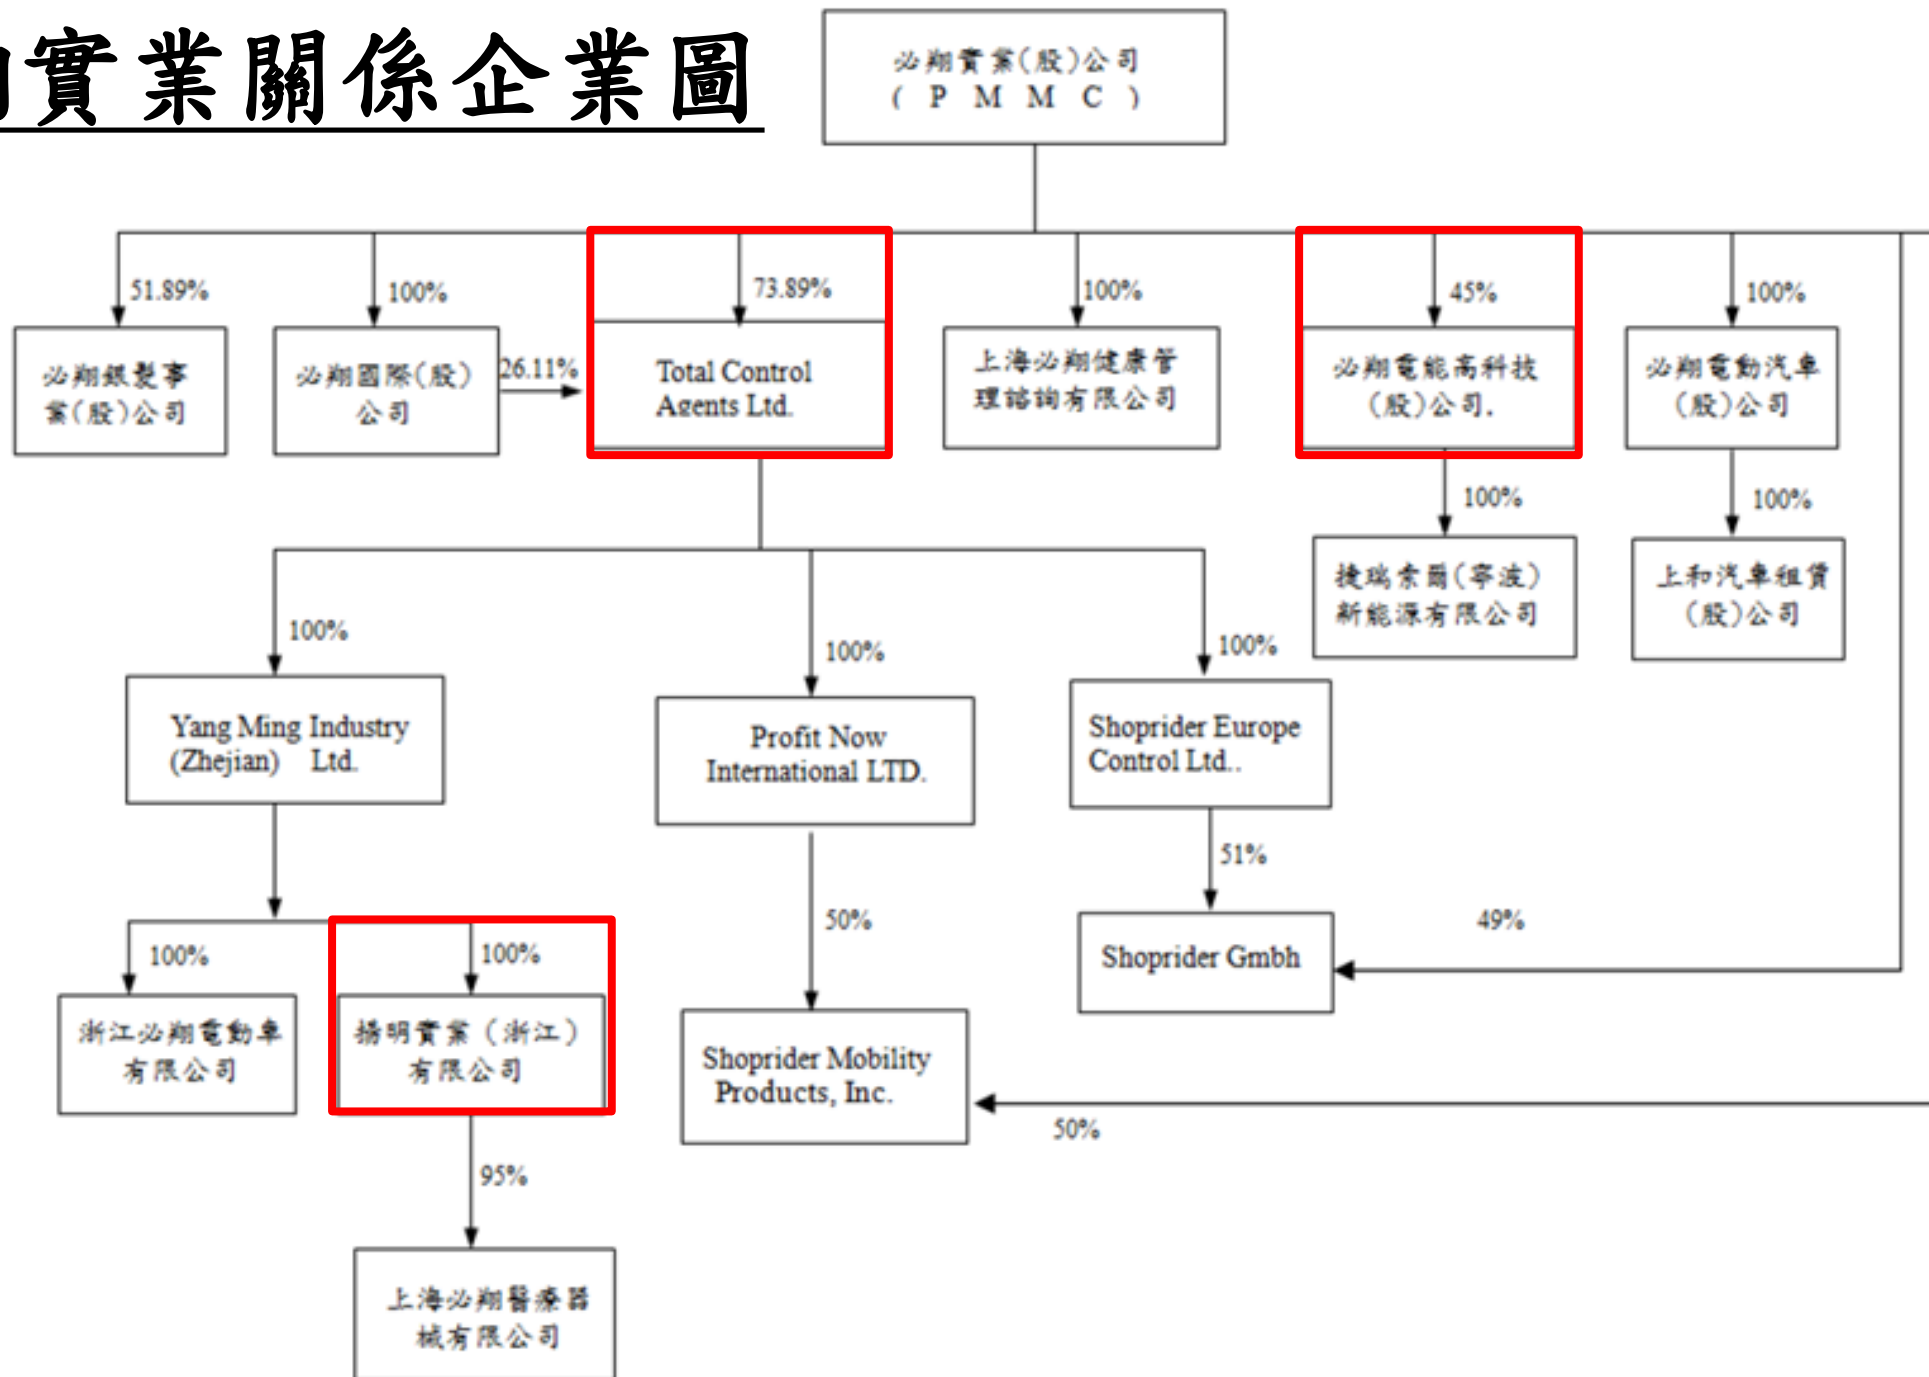 實業關係企業圖
必翔實業(股)公司
( P M M C )
51.89%
100%
73.89%
100%
45%
100%
必翔銀髮事
業(股)公司
必翔國際(股)
公司
26.11%
Total Control
Agents Ltd.
上海必翔健康管
理諮詢有限公司
必翔電能高科技
(股)公司.
必翔電動汽車
(股)公司
100%
100%
捷瑞索爾(寧波)
新能源有限公司
上和汽車租賃
(股)公司
100%
100%
100%
Yang Ming Industry
(Zhejian) Ltd.
Profit Now
International LTD.
Shoprider Europe
Control Ltd..
51%
50%
49%
100%
100%
Shoprider Gmbh
浙江必翔電動車
有限公司
揚明實業(浙江)
有限公司
Shoprider Mobility
Products, Inc.
50%
95%
上海必翔醫療器
械有限公司